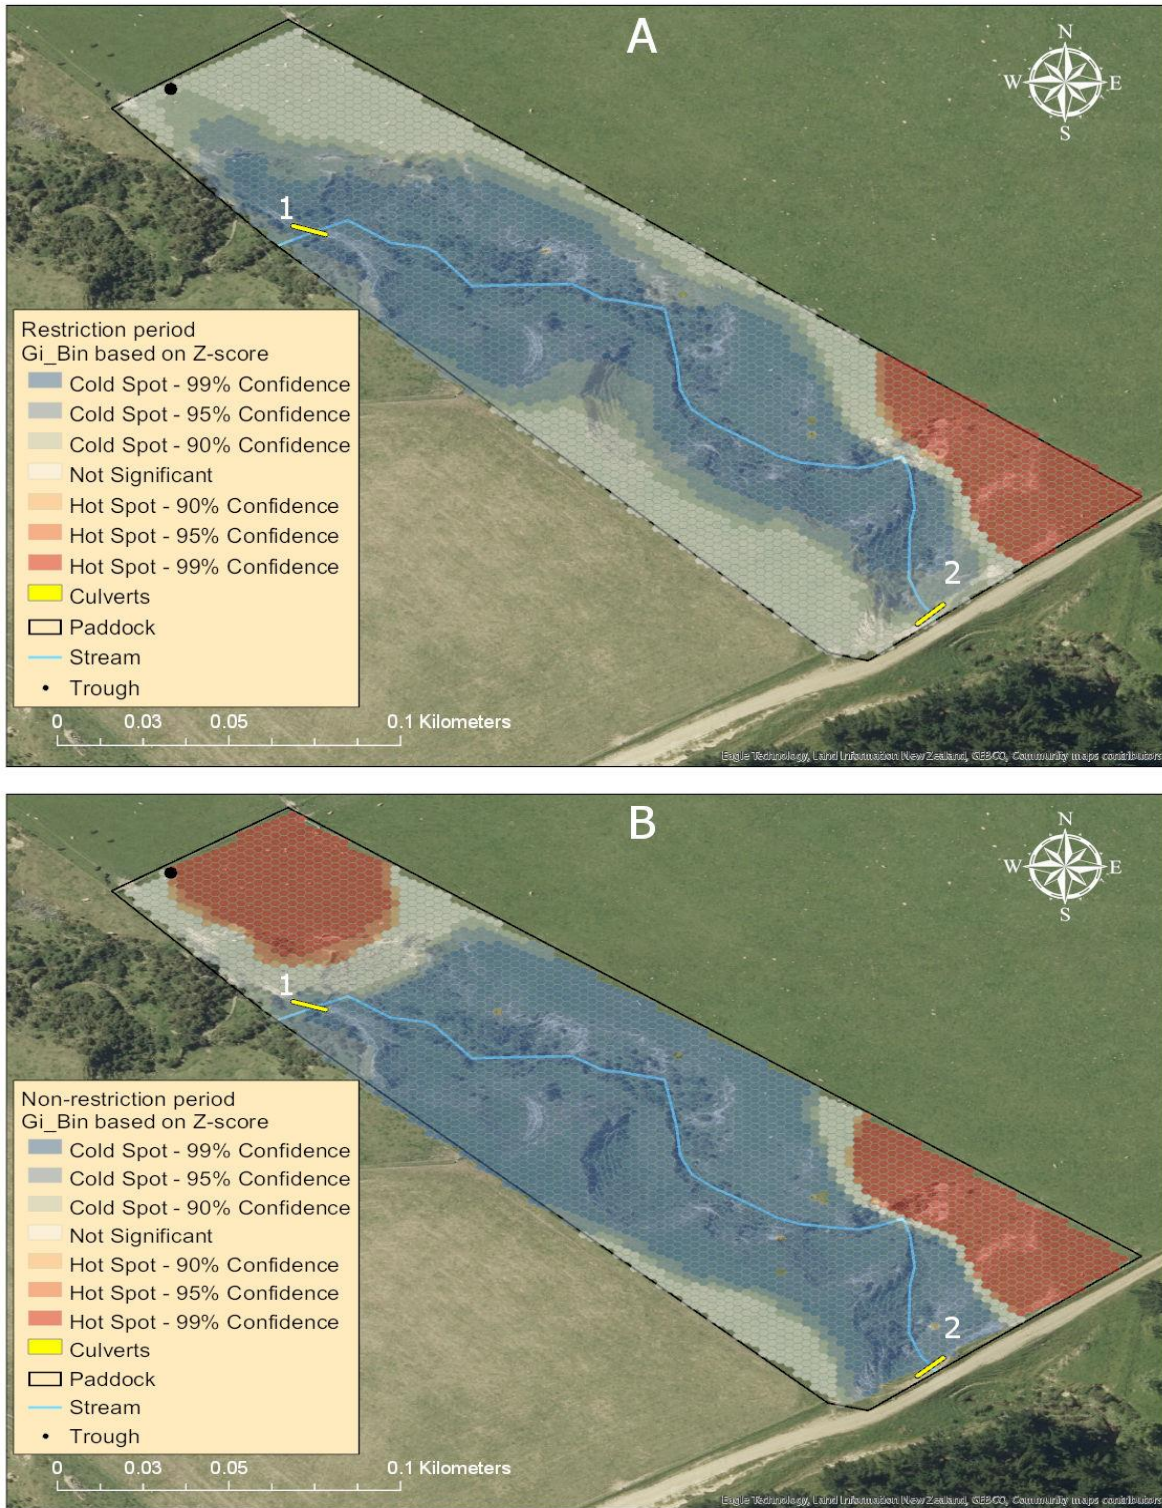 A
N
W E
S
1
Restriction period
Gi_Bin based on Z-score
Cold Spot - 99% Confidence
Cold Spot - 95% Confidence
Cold Spot - 90% Confidence
Not Significant
Hot Spot - 90% Confidence
Hot Spot - 95% Confidence
Hot Spot - 99% Confidence
2
Culverts
Paddock
Stream
Trough
0 0.03 0.05 0.1 Kilometers
Eagle Technology, Land Information New Zealand, GEBCO, Community maps contributors
B
N
W E
S
1
Non-restriction period
Gi_Bin based on Z-score
Cold Spot - 99% Confidence
Cold Spot - 95% Confidence
Cold Spot - 90% Confidence
Not Significant
Hot Spot - 90% Confidence
Hot Spot - 95% Confidence
Hot Spot - 99% Confidence
2
Culverts
Paddock
Stream
Trough
0 0.03 0.05 0.1 Kilometers
Eagle Technology, Land Information New Zealand, GEBCO, Community maps contributors